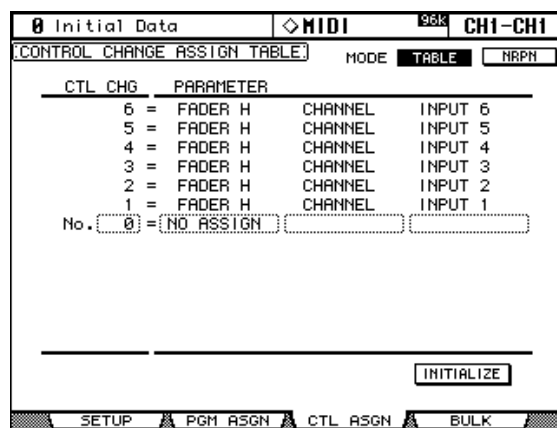 0 Initial Data ◇MIDI 96k CH1-CH1
CONTROL CHANGE ASSIGN TABLE MODE TABLE NRPN
CTL CHG PARAMETER
6 = FADER H CHANNEL INPUT 6
5 = FADER H CHANNEL INPUT 5
4 = FADER H CHANNEL INPUT 4
3 = FADER H CHANNEL INPUT 3
2 = FADER H CHANNEL INPUT 2
1 = FADER H CHANNEL INPUT 1
No. 0 = NO ASSIGN
INITIALIZE
SETUP PGM ASGN CTL ASGN BULK